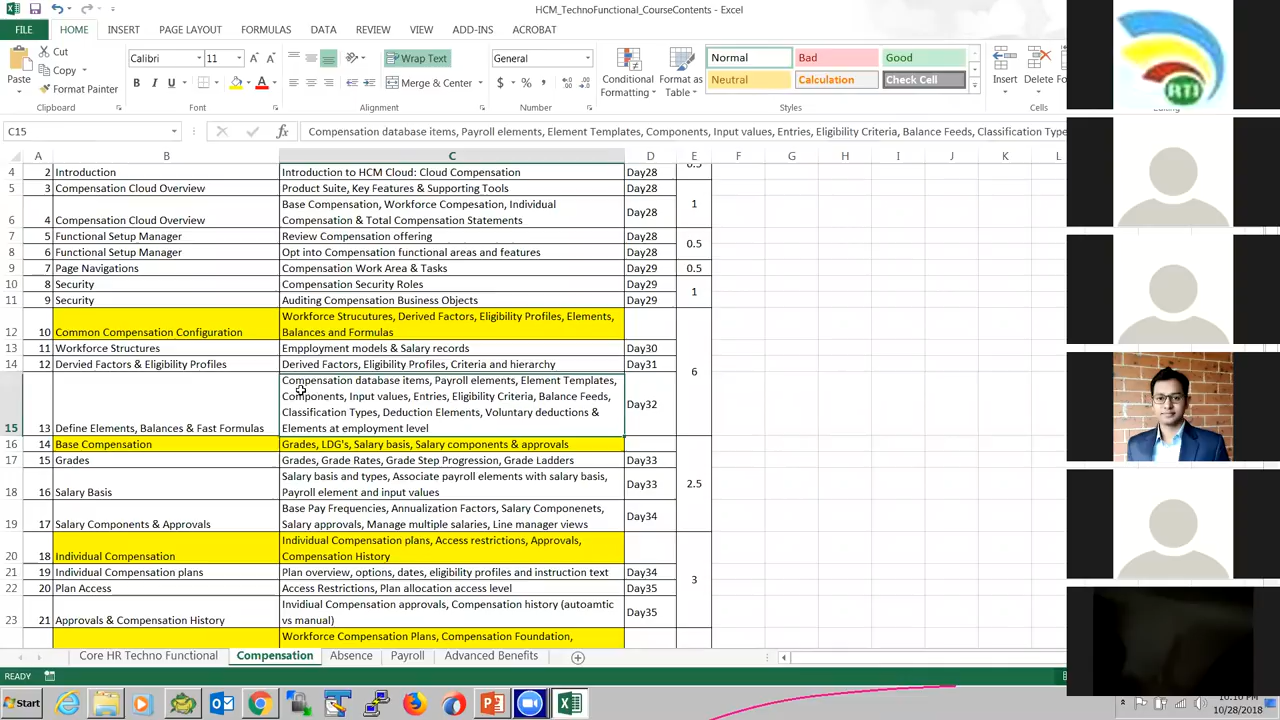 HCM_TechnoFunctional_CourseContents - Excel
FILE HOME INSERT PAGE LAYOUT FORMULAS DATA REVIEW VIEW ADD-INS ACROBAT
Cut
Copy
Format Painter
Paste
Clipboard
Calibri 11
B I U
Font
Wrap Text
Merge & Center
Alignment
General
$ % ,
Number
Conditional Formatting
Format as Table
Normal Bad Good
Neutral Calculation Check Cell
Styles
Insert Delete
Cells
RTI
C15 Compensation database items, Payroll elements, Element Templates, Components, Input values, Entries, Eligibility Criteria, Balance Feeds, Classification Type
A B C D E F G H I J K L
4 2 Introduction Introduction to HCM Cloud: Cloud Compensation Day28
5 3 Compensation Cloud Overview Product Suite, Key Features & Supporting Tools Day28 1
Base Compensation, Workforce Compesation, Individual
6 4 Compensation Cloud Overview Compensation & Total Compensation Statements Day28
7 5 Functional Setup Manager Review Compensation offering Day28 0.5
8 6 Functional Setup Manager Opt into Compensation functional areas and features Day28
9 7 Page Navigations Compensation Work Area & Tasks Day29 0.5
10 8 Security Compensation Security Roles Day29 1
11 9 Security Auditing Compensation Business Objects Day29
Workforce Strucutures, Derived Factors, Eligibility Profiles, Elements,
12 10 Common Compensation Configuration Balances and Formulas
13 11 Workforce Structures Empployment models & Salary records Day30
14 12 Dervied Factors & Eligibility Profiles Derived Factors, Eligibility Profiles, Criteria and hierarchy Day31 6
Compensation database items, Payroll elements, Element Templates,
Components, Input values, Entries, Eligibility Criteria, Balance Feeds,
Classification Types, Deduction Elements, Voluntary deductions & Day32
15 13 Define Elements, Balances & Fast Formulas Elements at employment level
16 14 Base Compensation Grades, LDG's, Salary basis, Salary components & approvals
17 15 Grades Grades, Grade Rates, Grade Step Progression, Grade Ladders Day33
Salary basis and types, Associate payroll elements with salary basis,
18 16 Salary Basis Payroll element and input values Day33 2.5
Base Pay Frequencies, Annualization Factors, Salary Componenets,
19 17 Salary Components & Approvals Salary approvals, Manage multiple salaries, Line manager views Day34
Individual Compensation plans, Access restrictions, Approvals,
20 18 Individual Compensation Compensation History
21 19 Individual Compensation plans Plan overview, options, dates, eligibility profiles and instruction text Day34 3
22 20 Plan Access Access Restrictions, Plan allocation access level Day35
Invidiual Compensation approvals, Compensation history (autoamtic
23 21 Approvals & Compensation History vs manual) Day35
Workforce Compensation Plans, Compensation Foundation,
Core HR Techno Functional Compensation Absence Payroll Advanced Benefits
READY
Start
10/28/2018